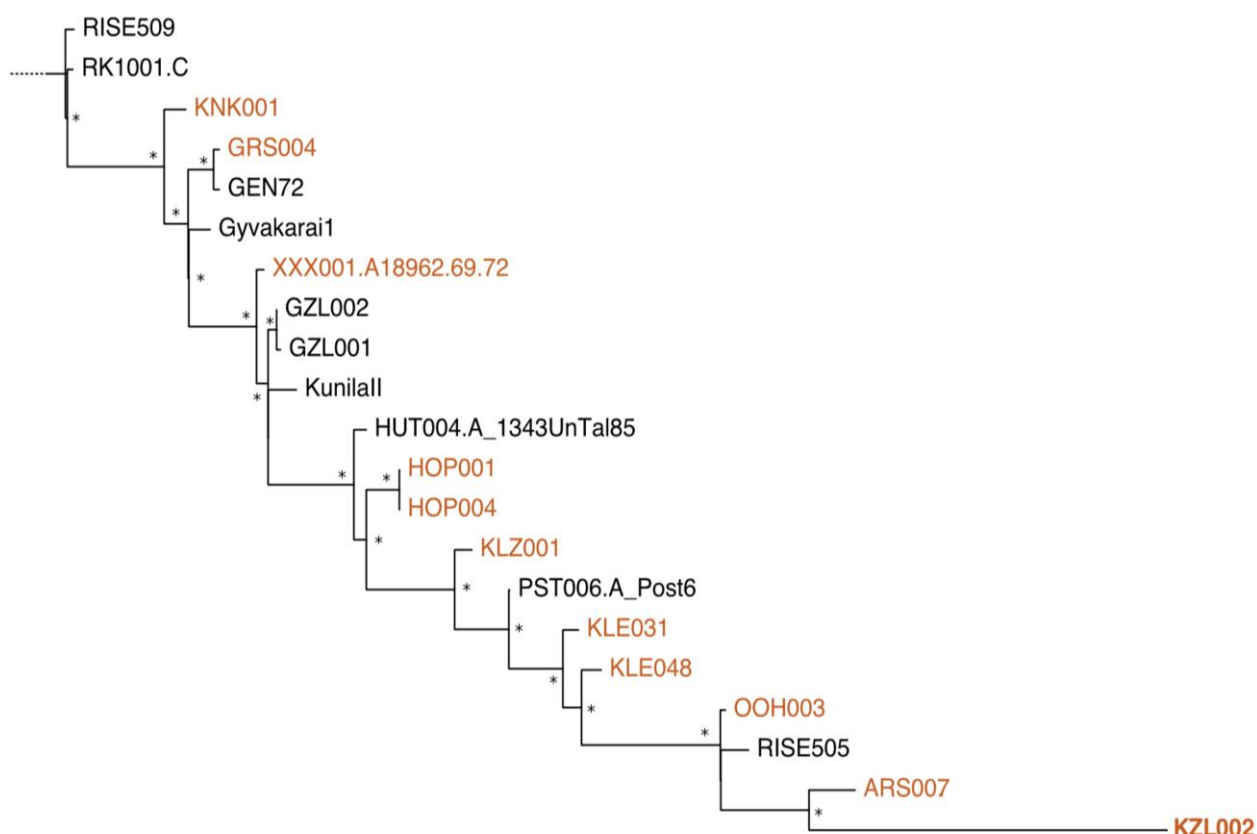 RISE509
RK1001.C
*
KNK001
*
GRS004
*
GEN72
*
Gyvakarai1
*
XXX001.A18962.69.72
GZL002
*
*
GZL001
KunilaII
*
HUT004.A_1343UnTal85
HOP001
*
*
HOP004
*
KLZ001
*
PST006.A_Post6
*
KLE031
KLE048
*
*
OOH003
*
RISE505
ARS007
*
KZL002